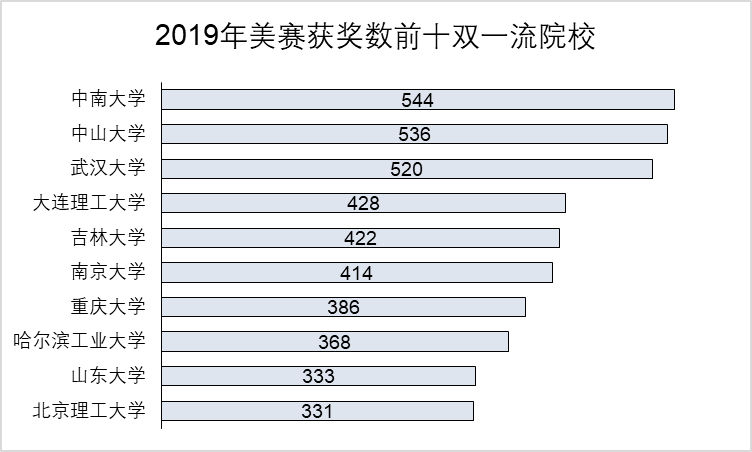 2019年美赛获奖数前十双一流院校
中南大学 544
中山大学 536
武汉大学 520
大连理工大学 428
吉林大学 422
南京大学 414
重庆大学 386
哈尔滨工业大学 368
山东大学 333
北京理工大学 331